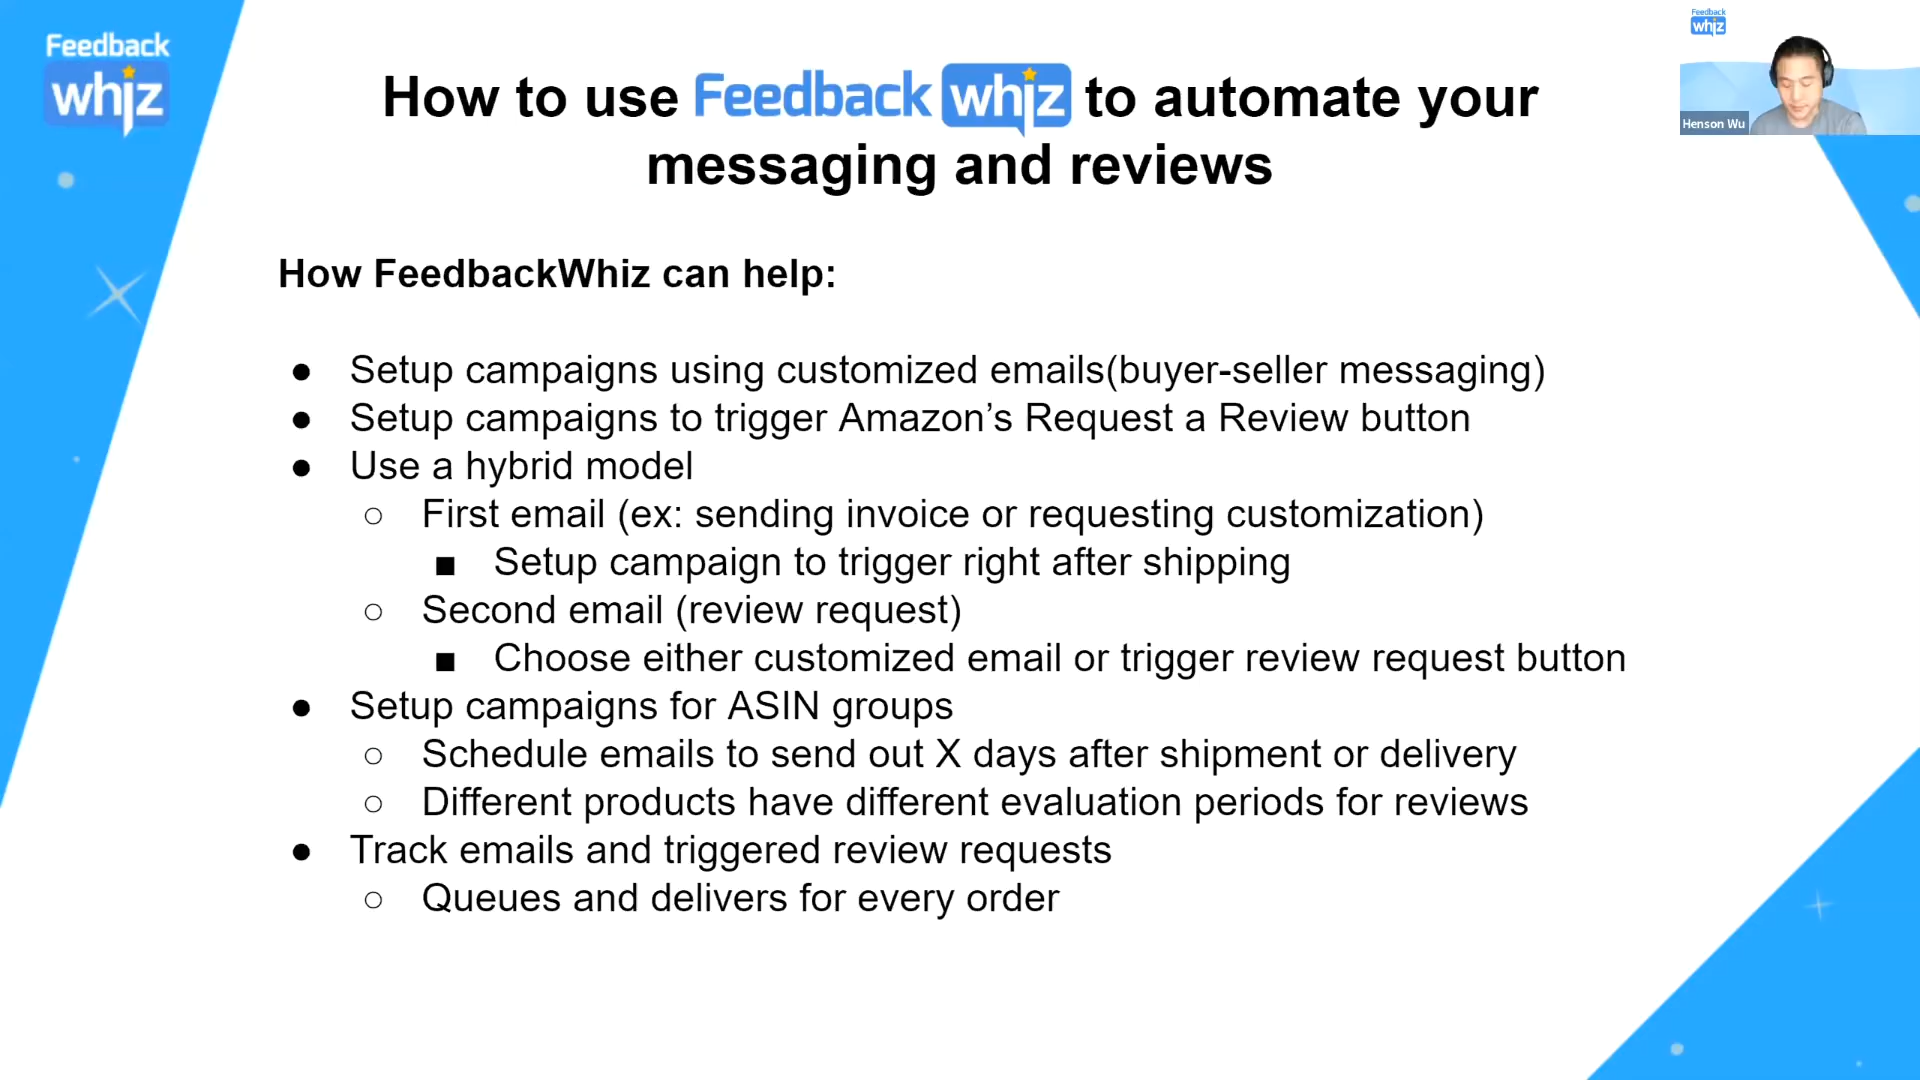 Feedback
whiz
Feedback
whiz
Henson Wu
How to use Feedback whiz to automate your
messaging and reviews
How FeedbackWhiz can help:
● Setup campaigns using customized emails(buyer-seller messaging)
● Setup campaigns to trigger Amazon’s Request a Review button
● Use a hybrid model
○ First email (ex: sending invoice or requesting customization)
■ Setup campaign to trigger right after shipping
○ Second email (review request)
■ Choose either customized email or trigger review request button
● Setup campaigns for ASIN groups
○ Schedule emails to send out X days after shipment or delivery
○ Different products have different evaluation periods for reviews
● Track emails and triggered review requests
○ Queues and delivers for every order